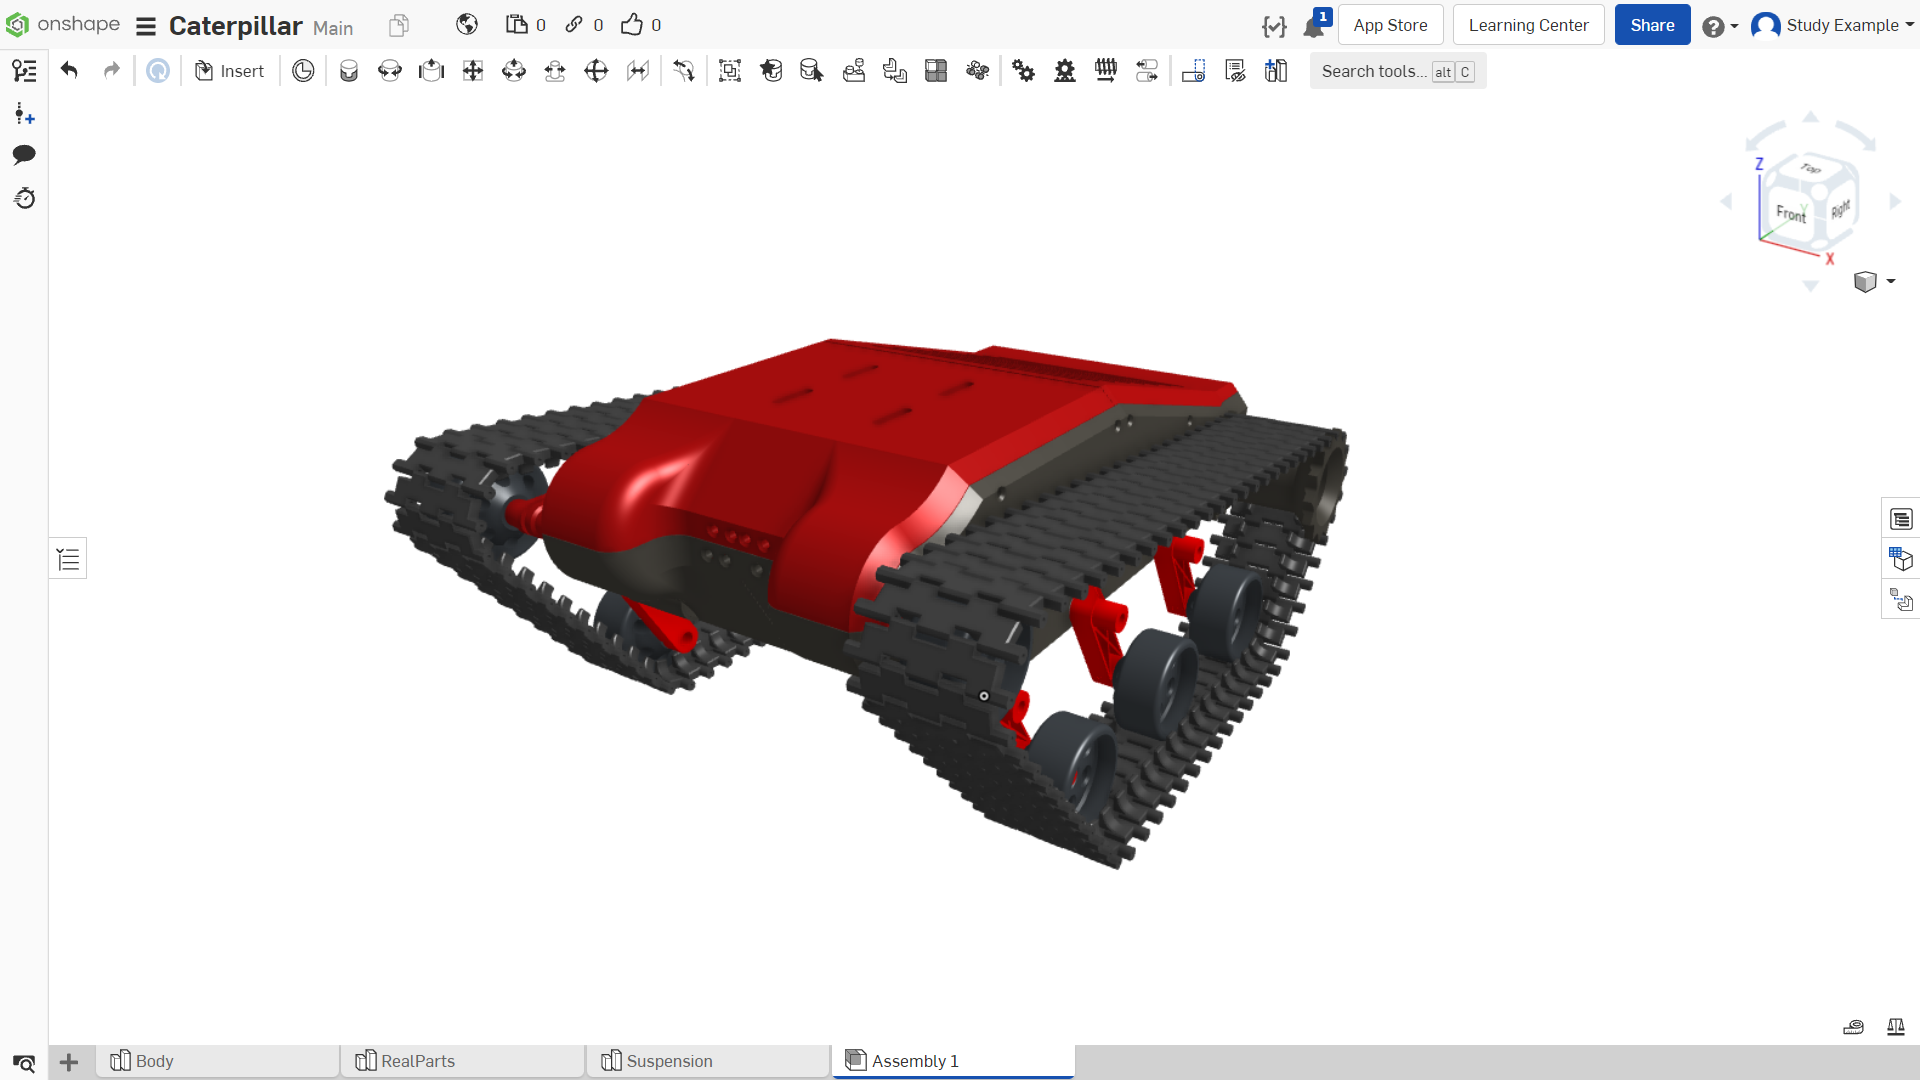 onshape Caterpillar Main 0 0 0 1 App Store Learning Center Share Study Example
Insert Search tools... alt C
Z
Top
Front Y Right
X
Body RealParts Suspension Assembly 1